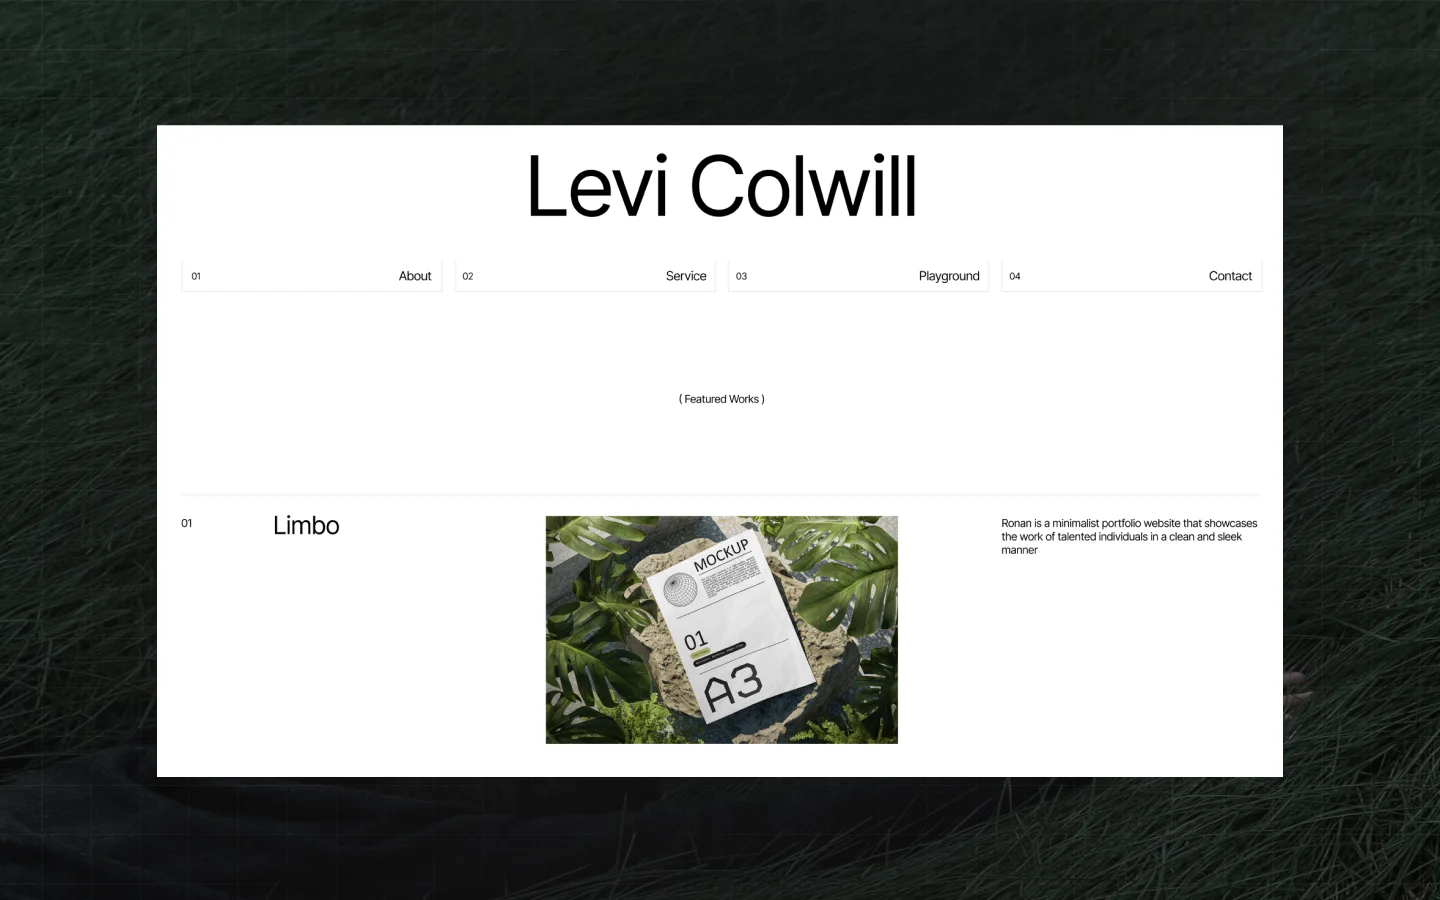 Levi Colwill
01 About 02 Service 03 Playground 04 Contact
( Featured Works )
01 Limbo
Ronan is a minimalist portfolio website that showcases
the work of talented individuals in a clean and sleek
manner
MOCKUP
01
A3